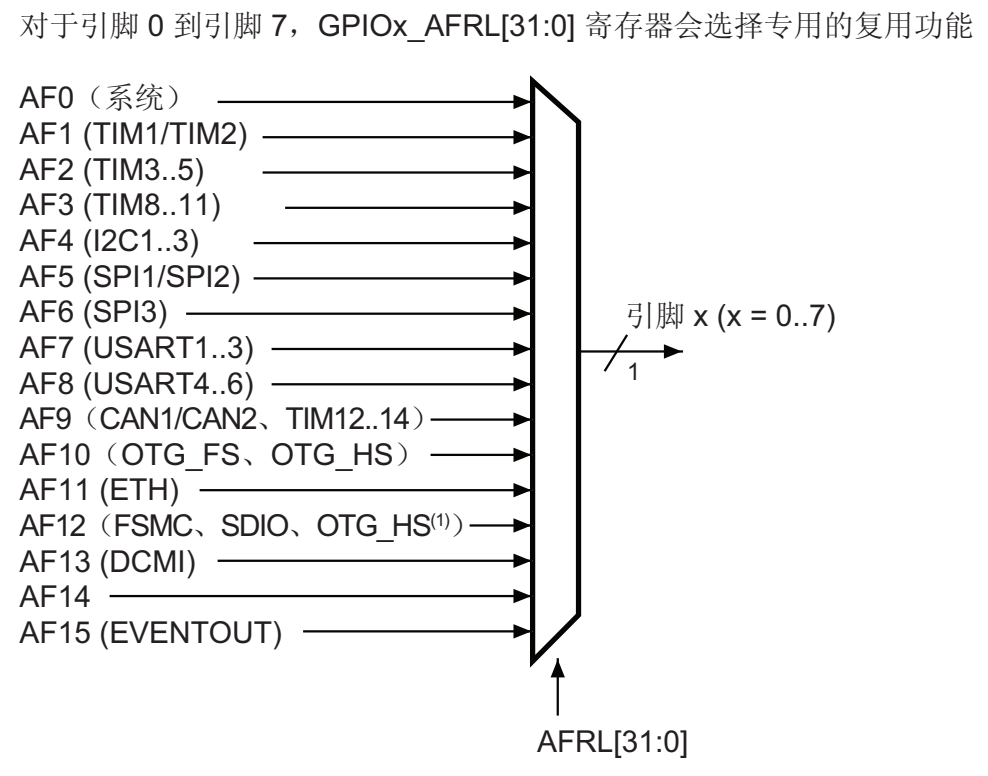 对于引脚 0 到引脚 7，GPIOx_AFRL[31:0] 寄存器会选择专用的复用功能
AF0（系统）
AF1 (TIM1/TIM2)
AF2 (TIM3..5)
AF3 (TIM8..11)
AF4 (I2C1..3)
AF5 (SPI1/SPI2)
AF6 (SPI3)
AF7 (USART1..3)
AF8 (USART4..6)
AF9（CAN1/CAN2、TIM12..14）
AF10（OTG_FS、OTG_HS）
AF11 (ETH)
AF12（FSMC、SDIO、OTG_HS(1)）
AF13 (DCMI)
AF14
AF15 (EVENTOUT)
引脚 x (x = 0..7)
1
AFRL[31:0]